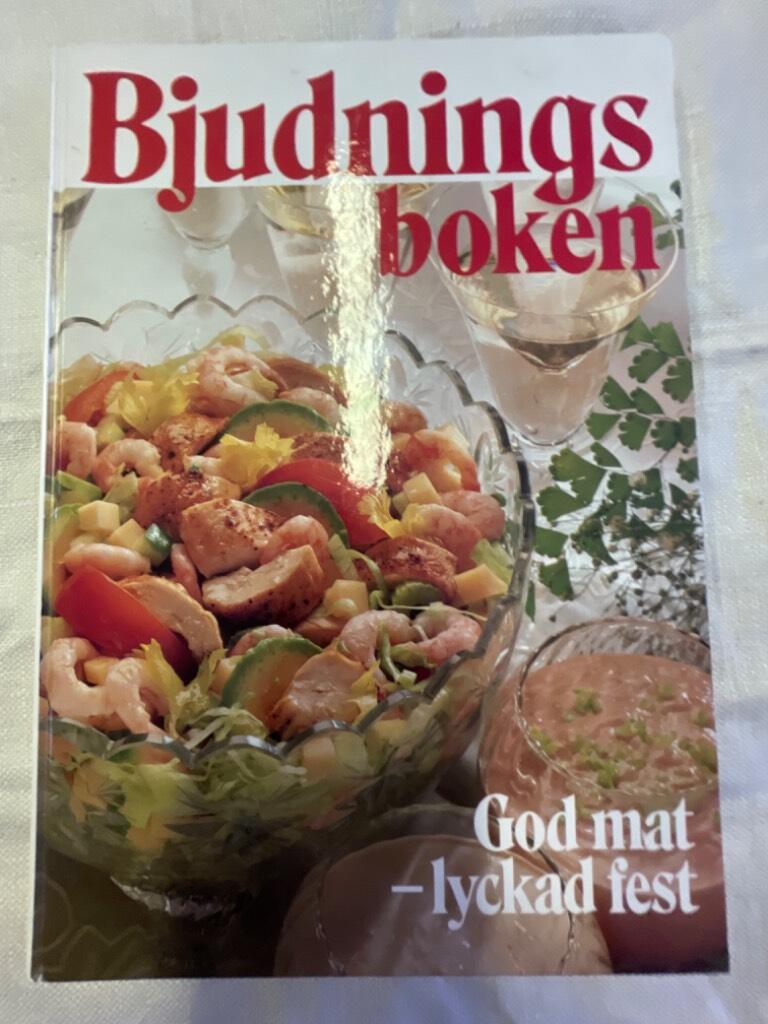 Bjudnings
boken
God mat
– lyckad fest